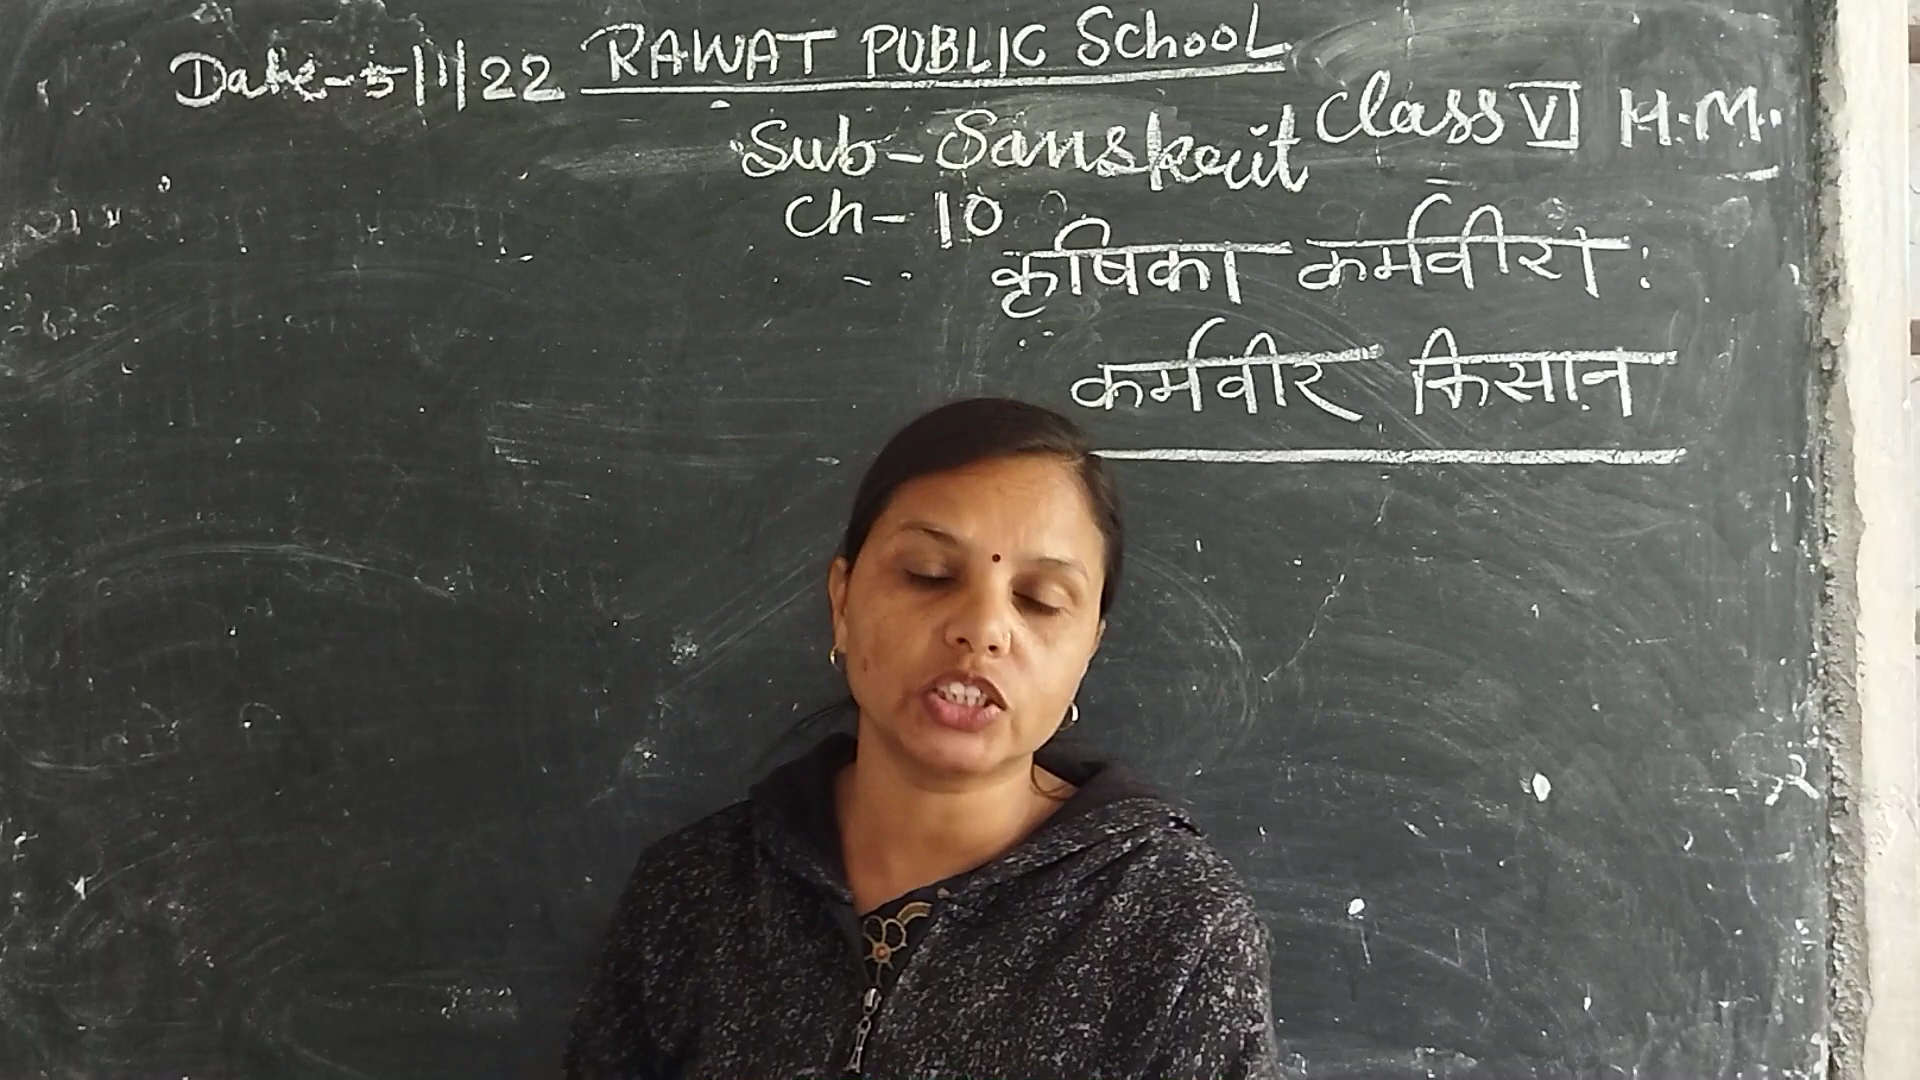 Date-5/1/22 RAWAT PUBLIC SchooL
Class VI H.M.
Sub-Sanskrit
Ch-10
कृषिका कर्मवीरा:
कर्मवीर किसान